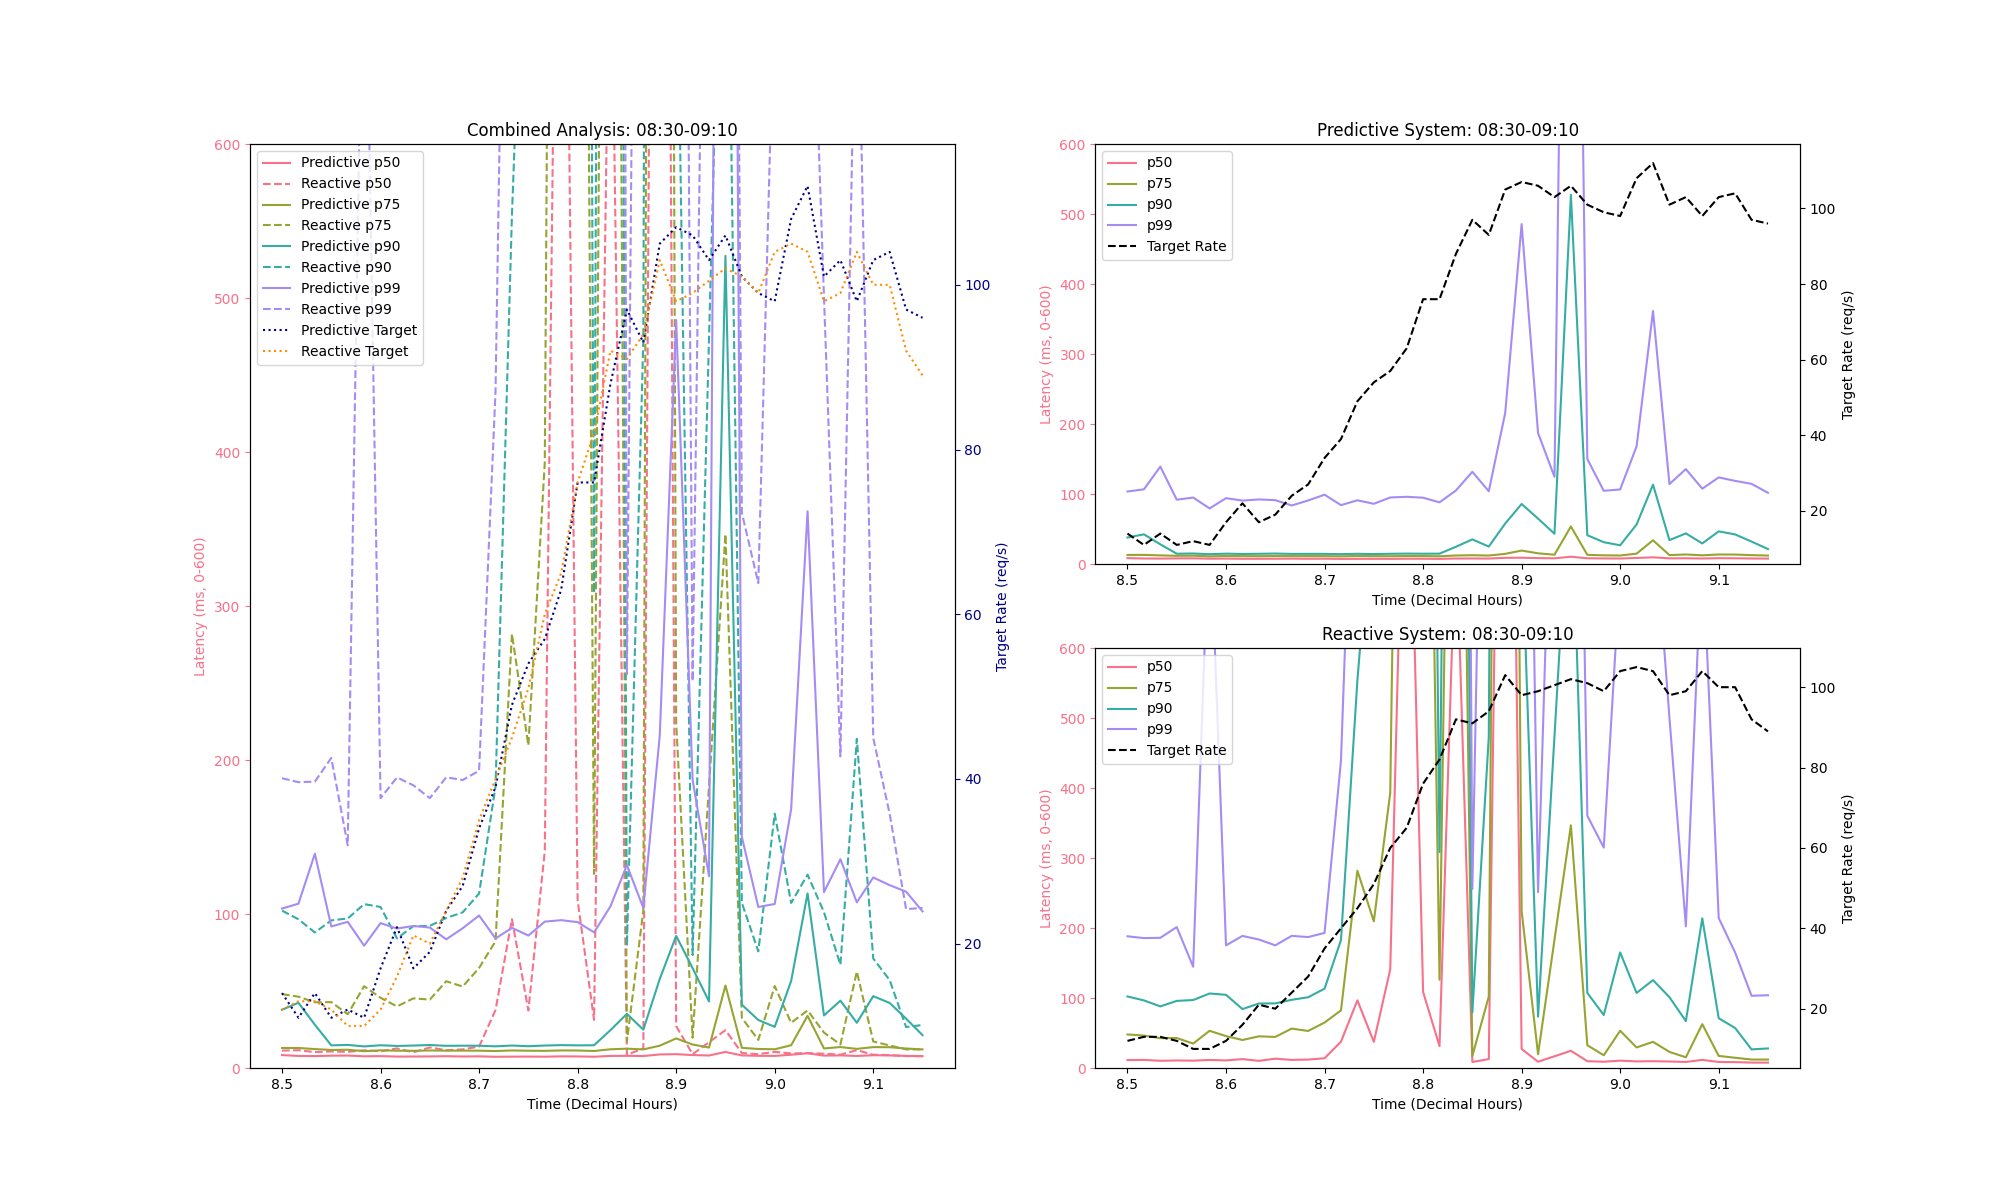 Combined Analysis: 08:30-09:10
Predictive p50
Reactive p50
Predictive p75
Reactive p75
Predictive p90
Reactive p90
Predictive p99
Reactive p99
Predictive Target
Reactive Target
600
500
400
300
200
100
0
Latency (ms, 0-600)
100
80
60
40
20
Target Rate (req/s)
8.5 8.6 8.7 8.8 8.9 9.0 9.1
Time (Decimal Hours)
Predictive System: 08:30-09:10
p50
p75
p90
p99
Target Rate
600
500
400
300
200
100
0
Latency (ms, 0-600)
100
80
60
40
20
Target Rate (req/s)
8.5 8.6 8.7 8.8 8.9 9.0 9.1
Time (Decimal Hours)
Reactive System: 08:30-09:10
p50
p75
p90
p99
Target Rate
600
500
400
300
200
100
0
Latency (ms, 0-600)
100
80
60
40
20
Target Rate (req/s)
8.5 8.6 8.7 8.8 8.9 9.0 9.1
Time (Decimal Hours)